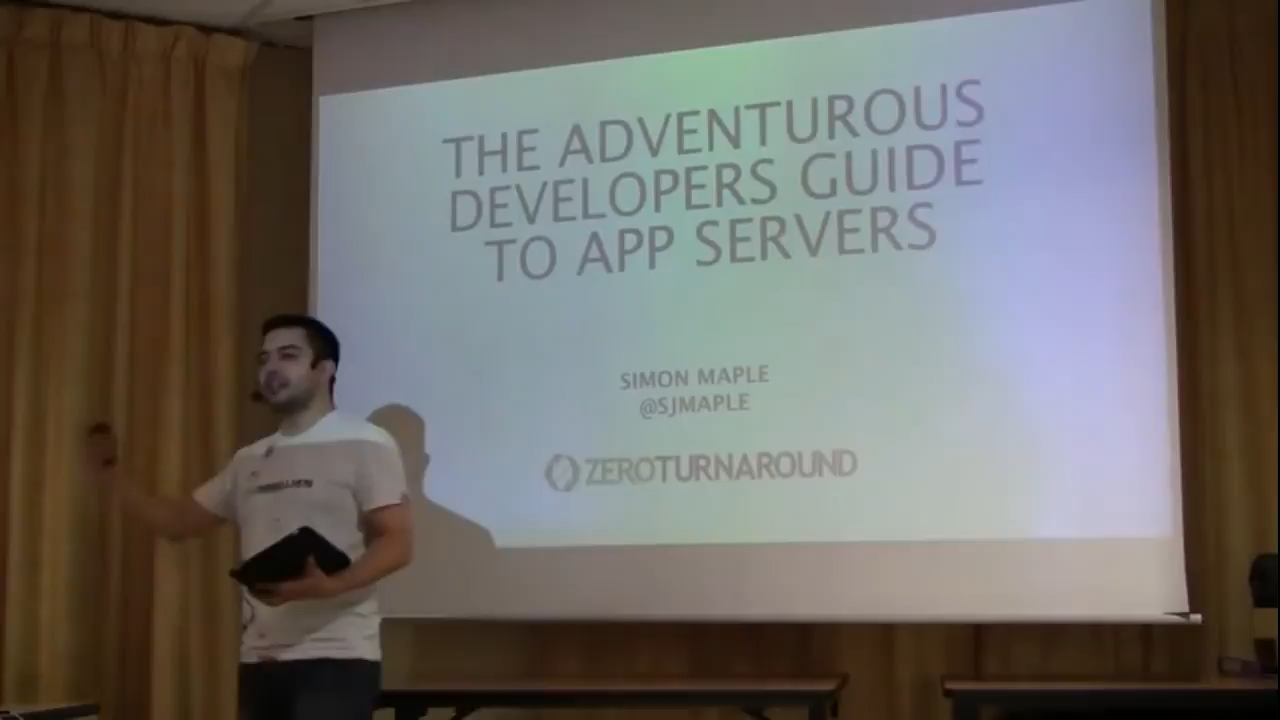 THE ADVENTUROUS
DEVELOPERS GUIDE
TO APP SERVERS
SIMON MAPLE
@SJMAPLE
ZEROTURNAROUND